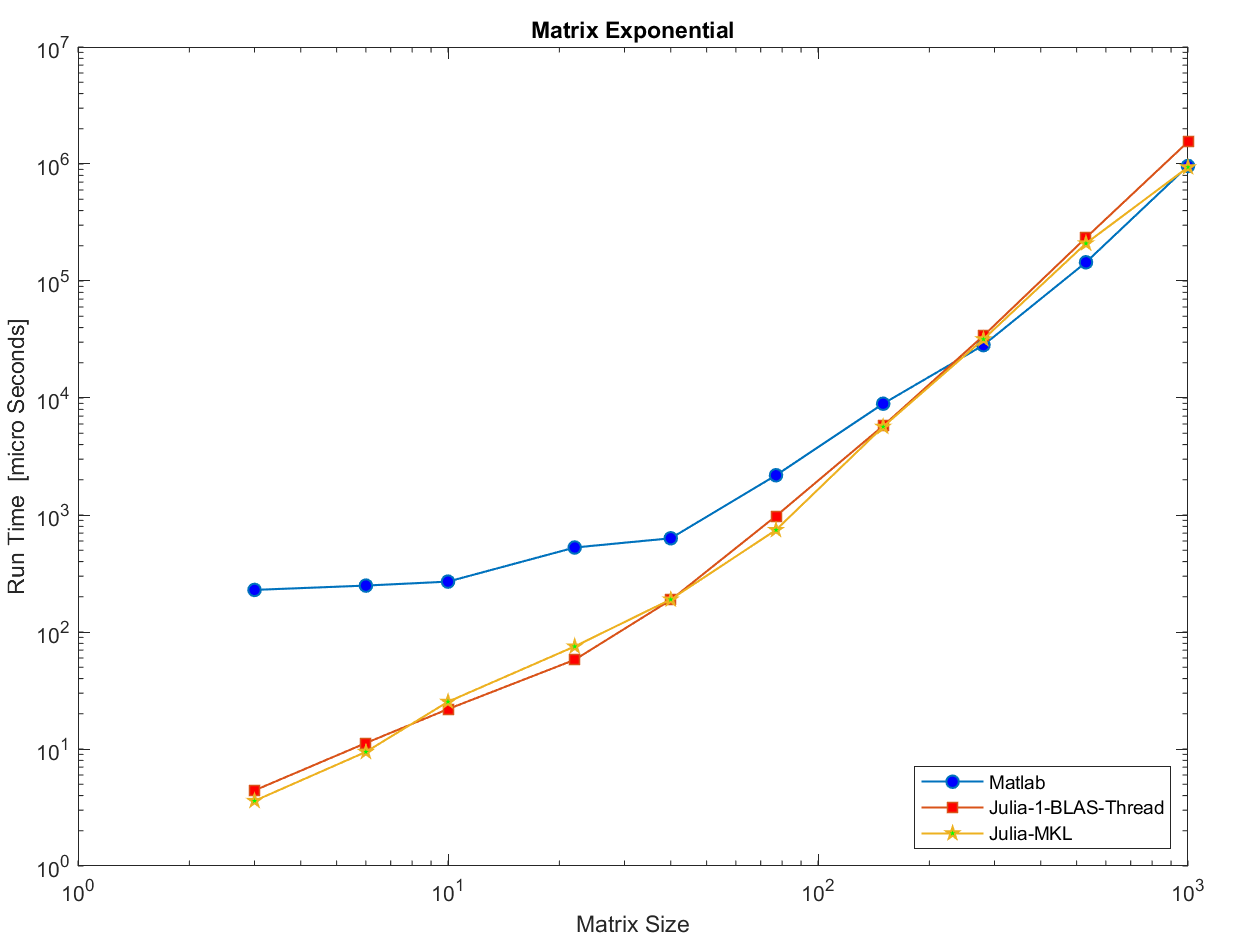 Matrix Exponential
10^7
10^6
10^5
10^4
10^3
10^2
10^1
10^0
Run Time [micro Seconds]
10^0 10^1 10^2 10^3
Matrix Size
Matlab
Julia-1-BLAS-Thread
Julia-MKL